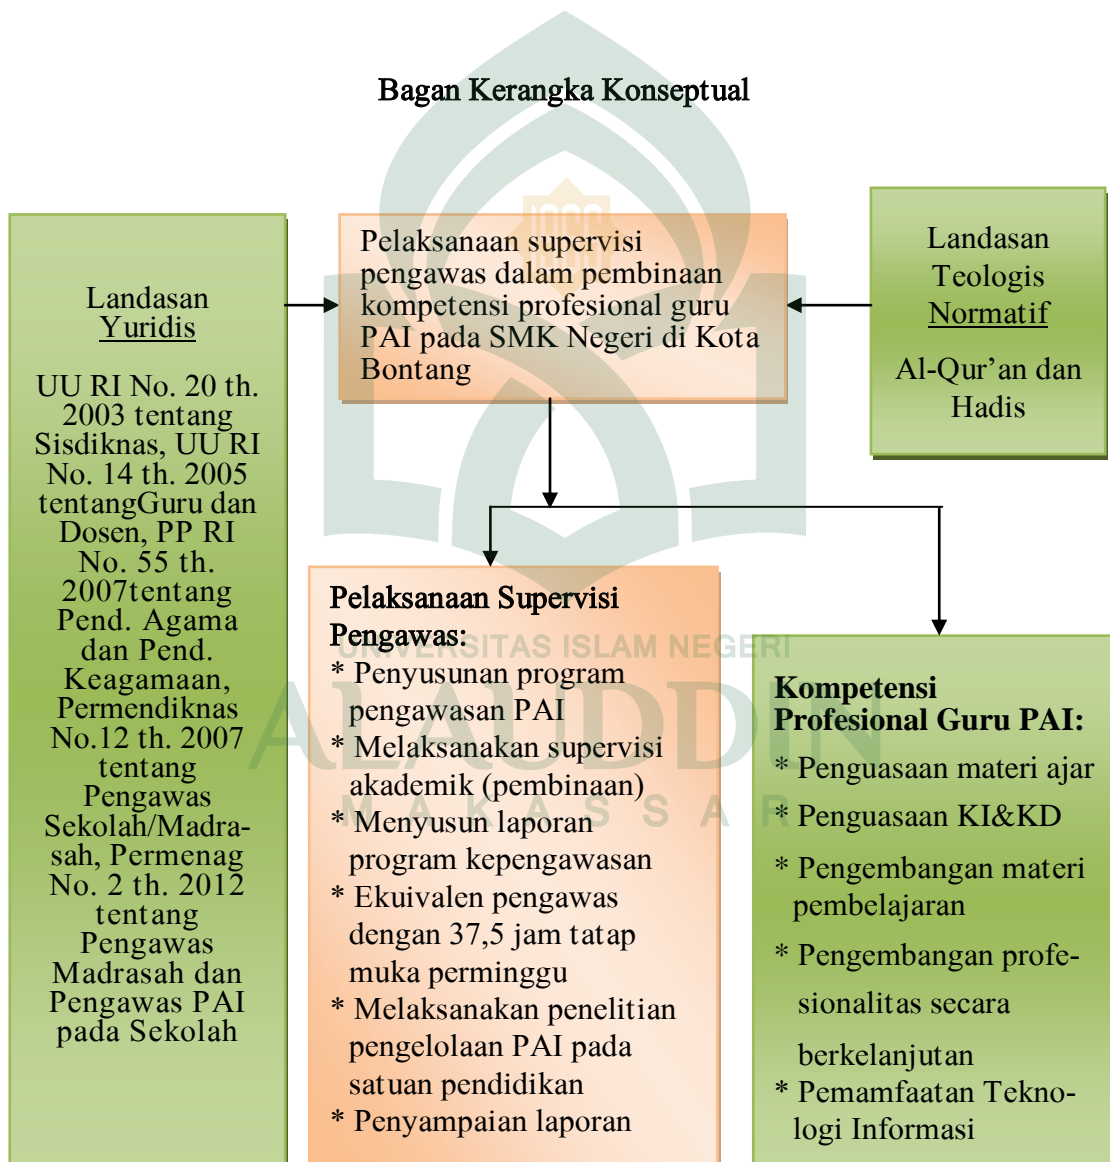 Bagan Kerangka Konseptual
Landasan
Yuridis
UU RI No. 20 th.
2003 tentang
Sisdiknas, UU RI
No. 14 th. 2005
tentangGuru dan
Dosen, PP RI
No. 55 th.
2007tentang
Pend. Agama
dan Pend.
Keagamaan,
Permendiknas
No.12 th. 2007
tentang
Pengawas
Sekolah/Madra-
sah, Permenag
No. 2 th. 2012
tentang
Pengawas
Madrasah dan
Pengawas PAI
pada Sekolah
Pelaksanaan supervisi
pengawas dalam pembinaan
kompetensi profesional guru
PAI pada SMK Negeri di Kota
Bontang
Landasan
Teologis
Normatif
Al-Qur’an dan
Hadis
Pelaksanaan Supervisi
Pengawas:
* Penyusunan program
pengawasan PAI
* Melaksanakan supervisi
akademik (pembinaan)
* Menyusun laporan
program kepengawasan
* Ekuivalen pengawas
dengan 37,5 jam tatap
muka perminggu
* Melaksanakan penelitian
pengelolaan PAI pada
satuan pendidikan
* Penyampaian laporan
Kompetensi
Profesional Guru PAI:
* Penguasaan materi ajar
* Penguasaan KI&KD
* Pengembangan materi
pembelajaran
* Pengembangan profe-
sionalitas secara
berkelanjutan
* Pemamfaatan Tekno-
logi Informasi
UNIVERSITAS ISLAM NEGERI
ALAUDDIN
MAKASSAR